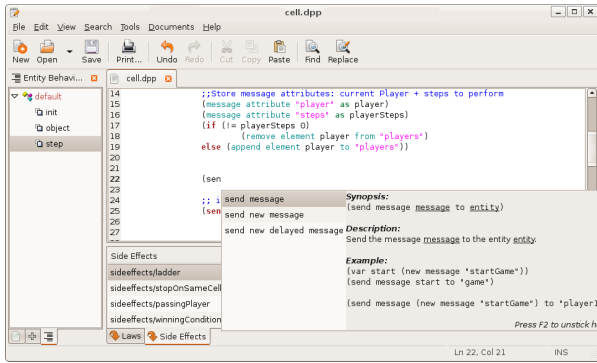 cell.dpp
File Edit View Search Tools Documents Help
New Open Save Print... Undo Redo Cut Copy Paste Find Replace
Entity Behavi...
cell.dpp
default
init
object
step
14 ;;Store message attributes: current Player + steps to perform
15 (message attribute "player" as player)
16 (message attribute "steps" as playerSteps)
17 (if (!= playerSteps 0)
18 (remove element player from "players")
19 else (append element player to "players"))
20
21
22 (sen
23
24 ;; i
25 (sen
26
27
send message
send new message
send new delayed message
Synopsis:
(send message message to entity)
Description:
Send the message message to the entity entity.
Example:
(var start (new message "startGame"))
(send message start to "game")
(send message (new message "startGame") to "player1
Press F2 to unstick h
Side Effects
sideeffects/ladder
sideeffects/stopOnSameCell
sideeffects/passingPlayer
sideeffects/winningCondition
Laws Side Effects
Ln 22, Col 21 INS